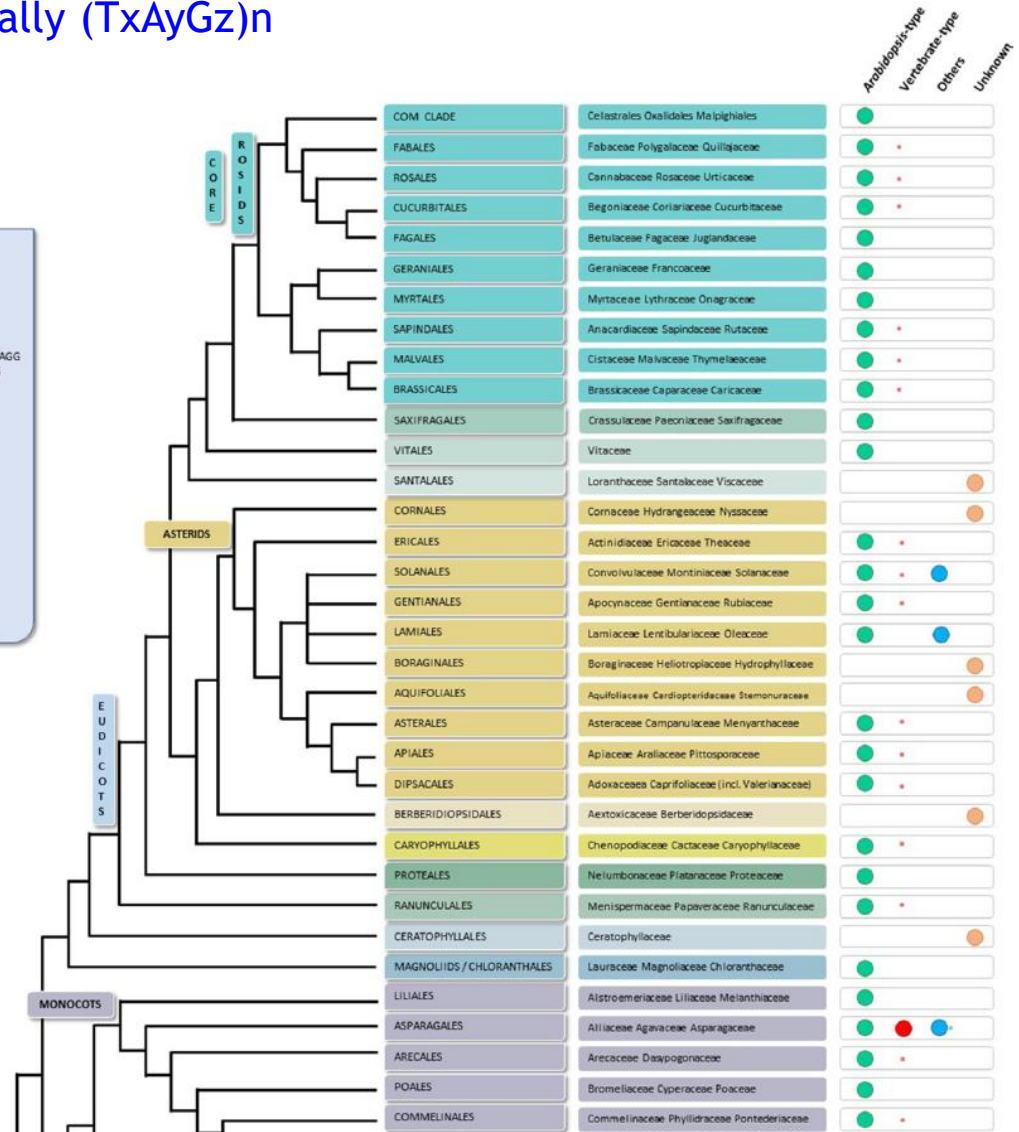 ally (TxAyGz)n
Arabidopsis-type
Vertebrate-type
Others
Unknown
AGG
CORE
ROSIDS
COM CLADE Celastrales Oxalidales Malpighiales
FABALES Fabaceae Polygalaceae Quillajaceae
ROSALES Cannabaceae Rosaceae Urticaceae
CUCURBITALES Begoniaceae Coriariaceae Cucurbitaceae
FAGALES Betulaceae Fagaceae Juglandaceae
GERANIALES Geraniaceae Francoaceae
MYRTALES Myrtaceae Lythraceae Onagraceae
SAPINDALES Anacardiaceae Sapindaceae Rutaceae
MALVALES Cistaceae Malvaceae Thymelaeaceae
BRASSICALES Brassicaceae Caparaceae Caricaceae
SAXIFRAGALES Crassulaceae Paeoniaceae Saxifragaceae
VITALES Vitaceae
SANTALALES Loranthaceae Santalaceae Viscaceae
CORNALES Cornaceae Hydrangeaceae Nyssaceae
ASTERIDS
ERICALES Actinidiaceae Ericaceae Theaceae
SOLANALES Convolvulaceae Montiniaceae Solanaceae
GENTIANALES Apocynaceae Gentianaceae Rubiaceae
LAMIALES Lamiaceae Lentibulariaceae Oleaceae
BORAGINALES Boraginaceae Heliotropiaceae Hydrophyllaceae
AQUIFOLIALES Aquifoliaceae Cardiopteridaceae Stemonuraceae
EUDICOTS
ASTERALES Asteraceae Campanulaceae Menyanthaceae
APIALES Apiaceae Araliaceae Pittosporaceae
DIPSACALES Adoxaceaea Caprifoliaceae (incl. Valerianaceae)
BERBERIDIOPSIDALES Aextoxicaceae Berberidopsidaceae
CARYOPHYLLALES Chenopodiaceae Cactaceae Caryophyllaceae
PROTEALES Nelumbonaceae Platanaceae Proteaceae
RANUNCULALES Menispermaceae Papaveraceae Ranunculaceae
CERATOPHYLLALES Ceratophyllaceae
MAGNOLIIDS / CHLORANTHALES Lauraceae Magnoliaceae Chloranthaceae
MONOCOTS
LILIALES Alstroemeriaceae Liliaceae Melanthiaceae
ASPARAGALES Alliaceae Agavaceae Asparagaceae
ARECALES Arecaceae Dasypogonaceae
POALES Bromeliaceae Cyperaceae Poaceae
COMMELINALES Commelinaceae Phyllidraceae Pontederiaceae